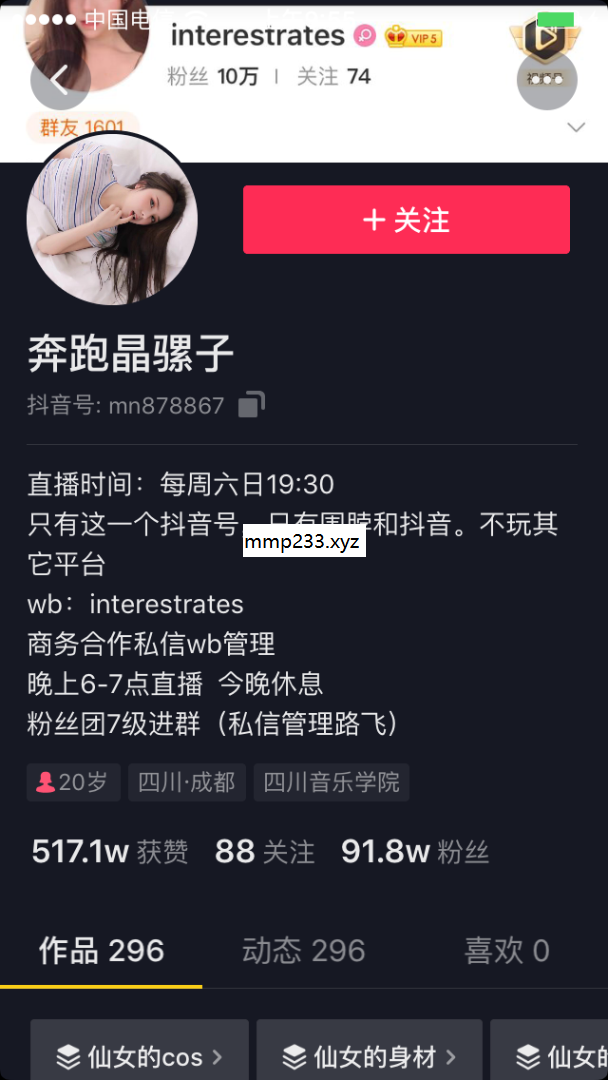 中国电
interestrates VIP 5
粉丝 10万 | 关注 74
视频号
群友 1601
+ 关注
奔跑晶骡子
抖音号: mn878867
直播时间：每周六日19:30
只有这一个抖音号，只有围脖和抖音。不玩其
它平台
mmp233.xyz
wb：interestrates
商务合作私信wb管理
晚上6-7点直播 今晚休息
粉丝团7级进群（私信管理路飞）
20岁 四川·成都 四川音乐学院
517.1w 获赞 88 关注 91.8w 粉丝
作品 296 动态 296 喜欢 0
仙女的cos > 仙女的身材 > 仙女的